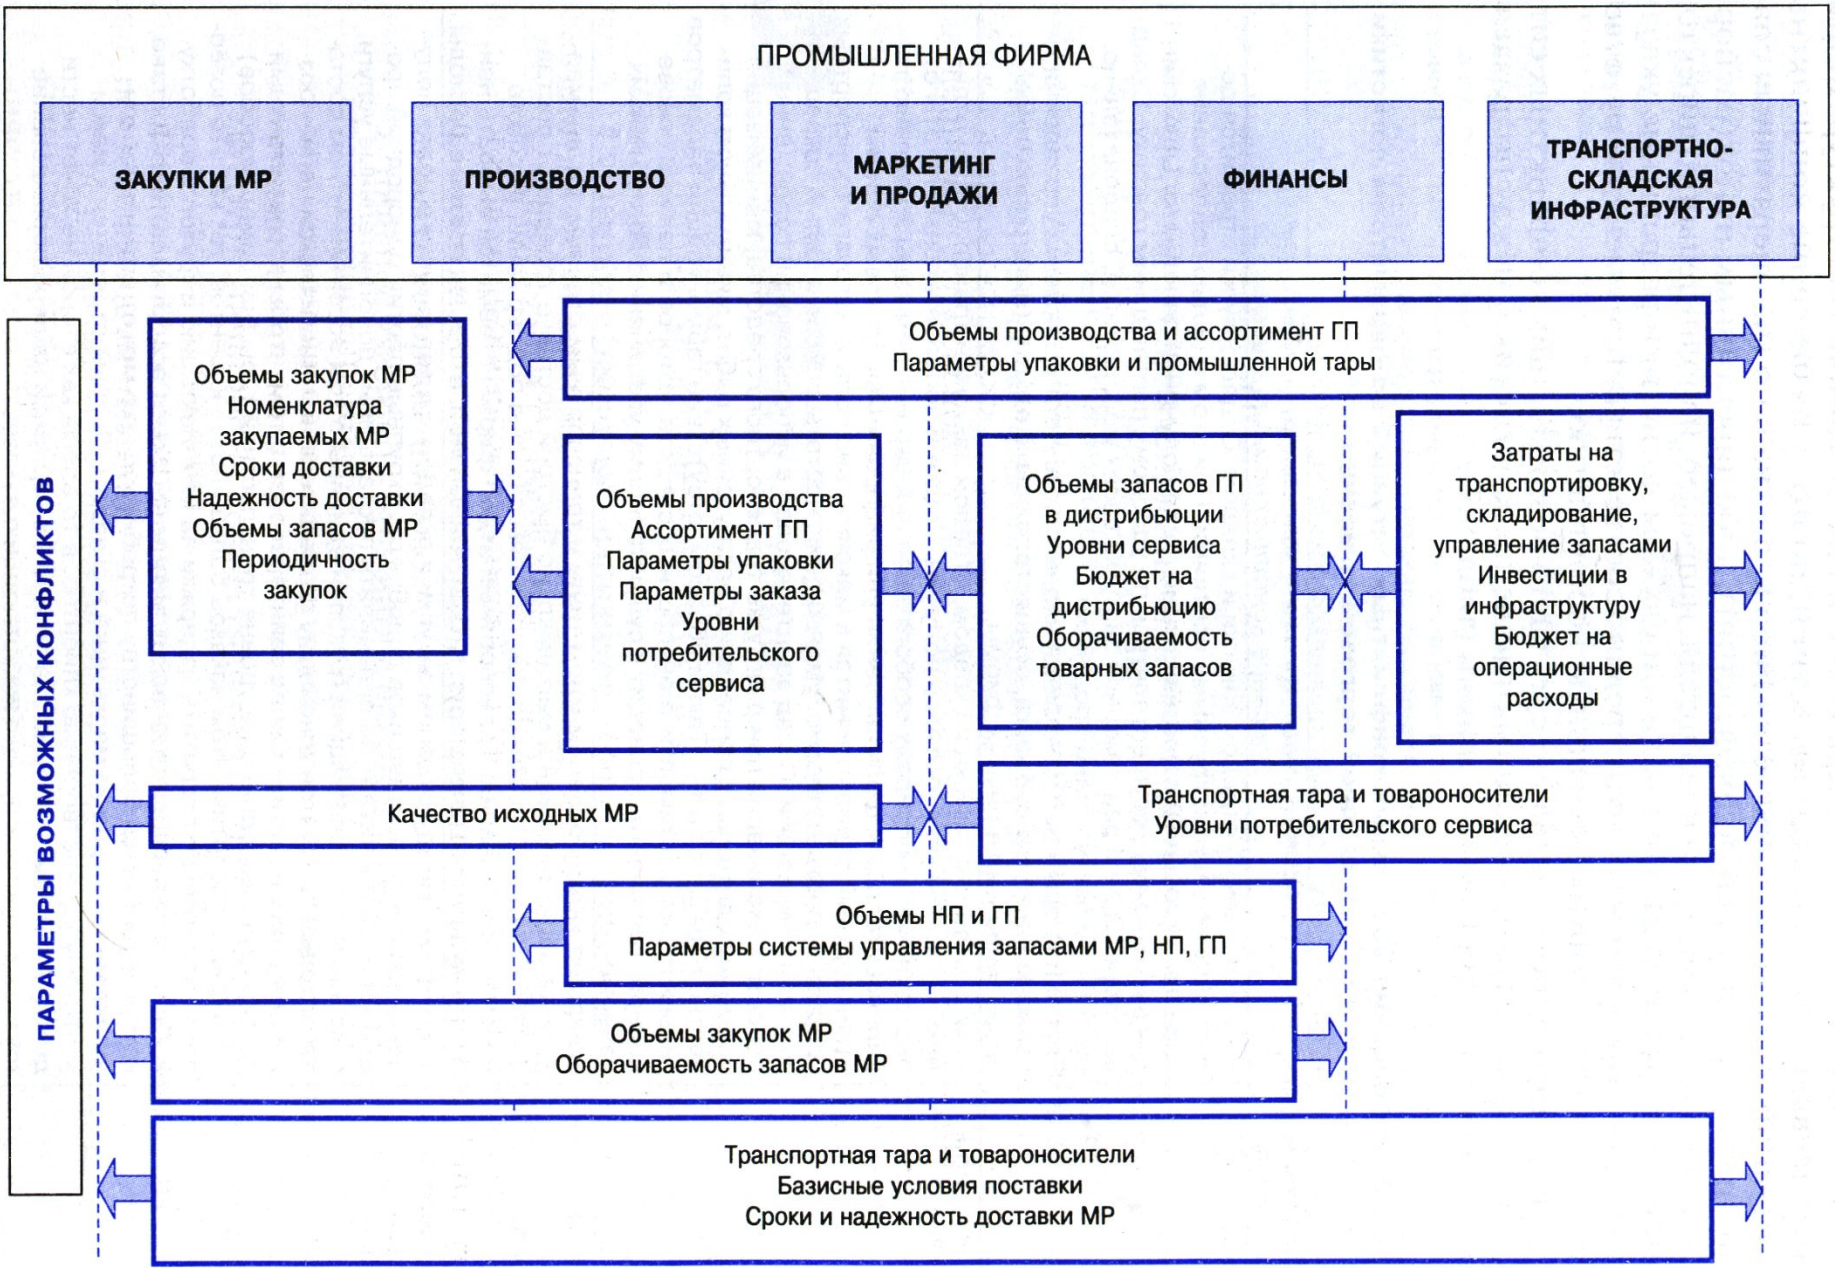 ПРОМЫШЛЕННАЯ ФИРМА
ЗАКУПКИ МР
ПРОИЗВОДСТВО
МАРКЕТИНГ
И ПРОДАЖИ
ФИНАНСЫ
ТРАНСПОРТНО-
СКЛАДСКАЯ
ИНФРАСТРУКТУРА
ПАРАМЕТРЫ ВОЗМОЖНЫХ КОНФЛИКТОВ
Объемы производства и ассортимент ГП
Параметры упаковки и промышленной тары
Объемы закупок МР
Номенклатура
закупаемых МР
Сроки доставки
Надежность доставки
Объемы запасов МР
Периодичность
закупок
Объемы производства
Ассортимент ГП
Параметры упаковки
Параметры заказа
Уровни
потребительского
сервиса
Объемы запасов ГП
в дистрибьюции
Уровни сервиса
Бюджет на
дистрибьюцию
Оборачиваемость
товарных запасов
Затраты на
транспортировку,
складирование,
управление запасами
Инвестиции в
инфраструктуру
Бюджет на
операционные
расходы
Качество исходных МР
Транспортная тара и товароносители
Уровни потребительского сервиса
Объемы НП и ГП
Параметры системы управления запасами МР, НП, ГП
Объемы закупок МР
Оборачиваемость запасов МР
Транспортная тара и товароносители
Базисные условия поставки
Сроки и надежность доставки МР